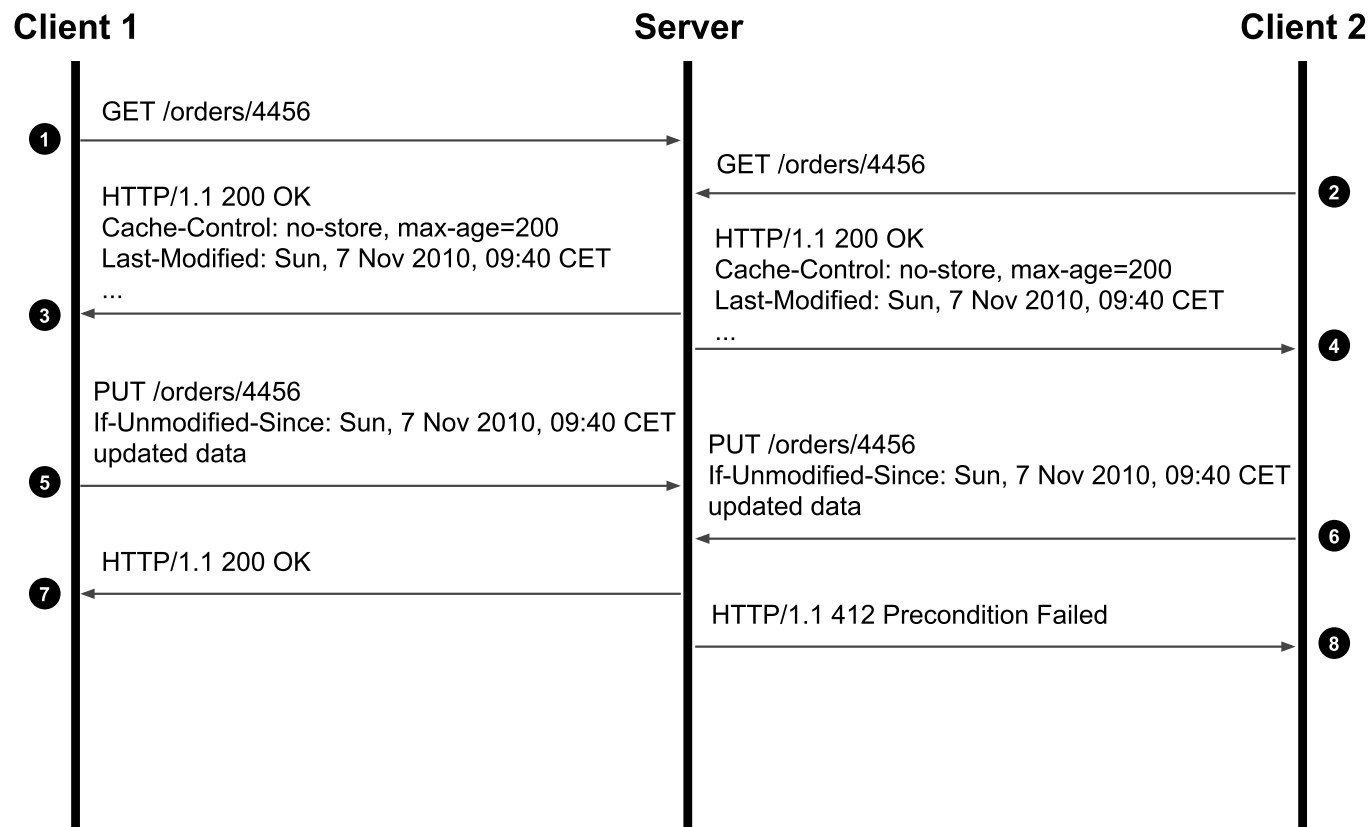 Client 1
Server
Client 2
GET /orders/4456
1
GET /orders/4456
2
HTTP/1.1 200 OK
Cache-Control: no-store, max-age=200
Last-Modified: Sun, 7 Nov 2010, 09:40 CET
...
3
HTTP/1.1 200 OK
Cache-Control: no-store, max-age=200
Last-Modified: Sun, 7 Nov 2010, 09:40 CET
...
4
PUT /orders/4456
If-Unmodified-Since: Sun, 7 Nov 2010, 09:40 CET
updated data
5
PUT /orders/4456
If-Unmodified-Since: Sun, 7 Nov 2010, 09:40 CET
updated data
6
HTTP/1.1 200 OK
7
HTTP/1.1 412 Precondition Failed
8